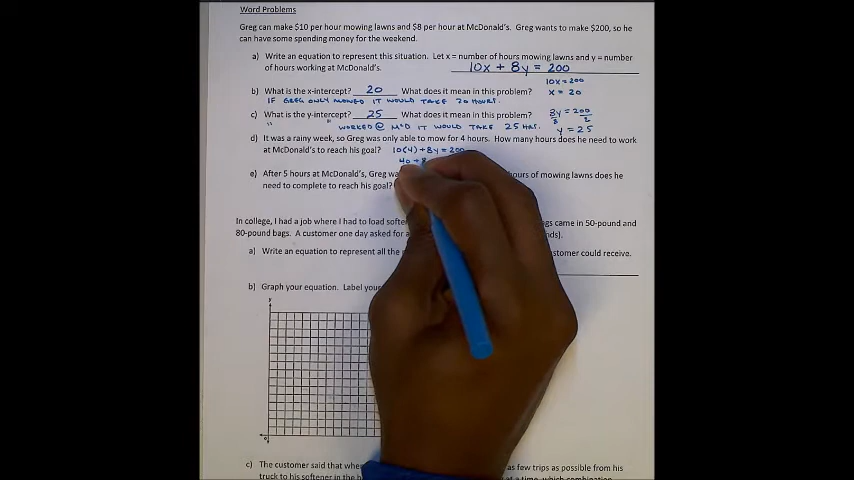 Word Problems
Greg can make $10 per hour mowing lawns and $8 per hour at McDonald's. Greg wants to make $200, so he
can have some spending money for the weekend.
a) Write an equation to represent this situation. Let x = number of hours mowing lawns and y = number
of hours working at McDonald's. 10x + 8y = 200
10x = 200
b) What is the x-intercept? 20 What does it mean in this problem? x = 20
IF GREG ONLY MOWED IT WOULD TAKE 20 HOURS.
c) What is the y-intercept? 25 What does it mean in this problem? 8y = 200
" " WORKED @ McD IT WOULD TAKE 25 HRS. y = 25
d) It was a rainy week, so Greg was only able to mow for 4 hours. How many hours does he need to work
at McDonald's to reach his goal? 10(4) + 8y = 200
40 + 8
e) After 5 hours at McDonald's, Greg hours of mowing lawns does he
need to complete to reach his goal?
In college, I had a job where I had to load came in 50-pound and
80-pound bags. A customer one day asked for
a) Write an equation to represent all the could receive.
b) Graph your equation. Label your
y
c) The customer said that as few trips as possible from his
truck to his softener in the at a time, which combination